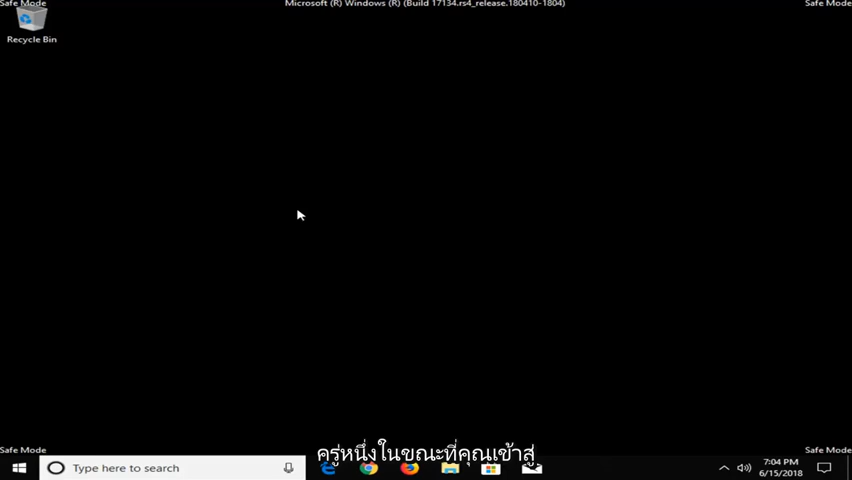 Safe Mode
Microsoft (R) Windows (R) (Build 17134.rs4_release.180410-1804)
Safe Mode
Recycle Bin
Safe Mode
ครู่หนึ่งในขณะที่คุณเข้าสู่
Safe Mode
Type here to search
7:04 PM
6/15/2018